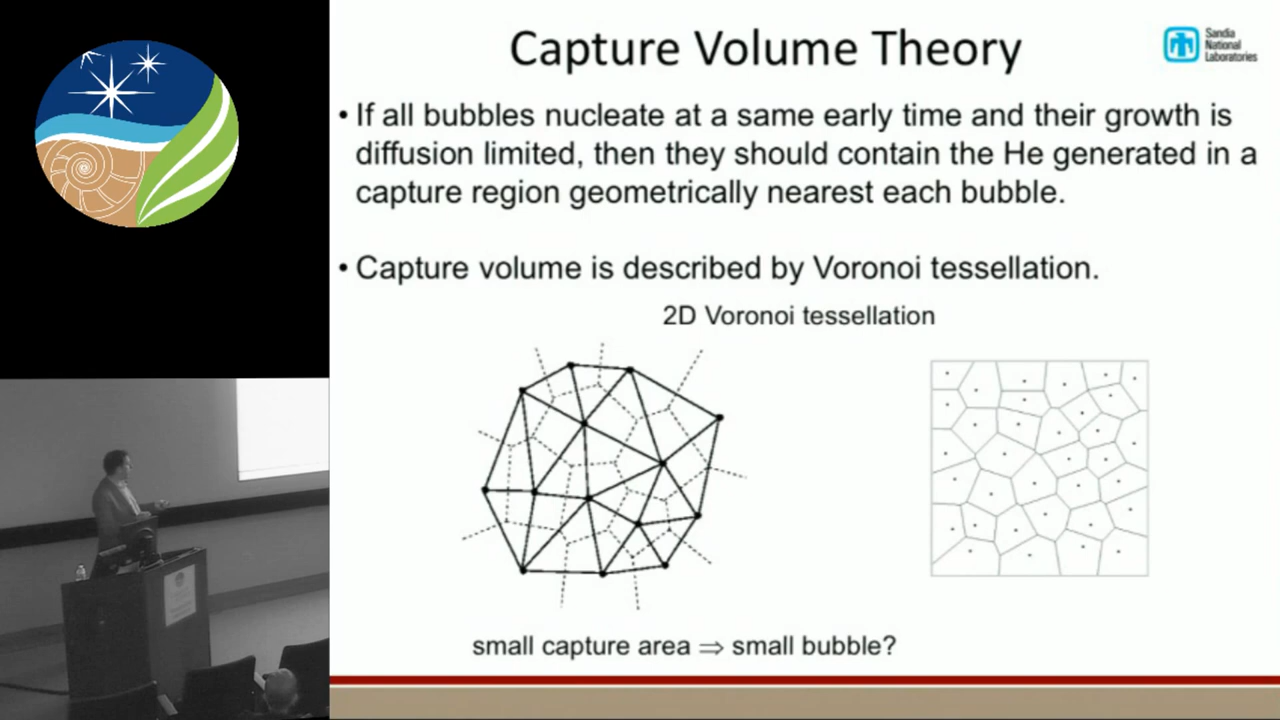 Capture Volume Theory
Sandia
National
Laboratories
• If all bubbles nucleate at a same early time and their growth is
diffusion limited, then they should contain the He generated in a
capture region geometrically nearest each bubble.
• Capture volume is described by Voronoi tessellation.
2D Voronoi tessellation
small capture area ⇒ small bubble?